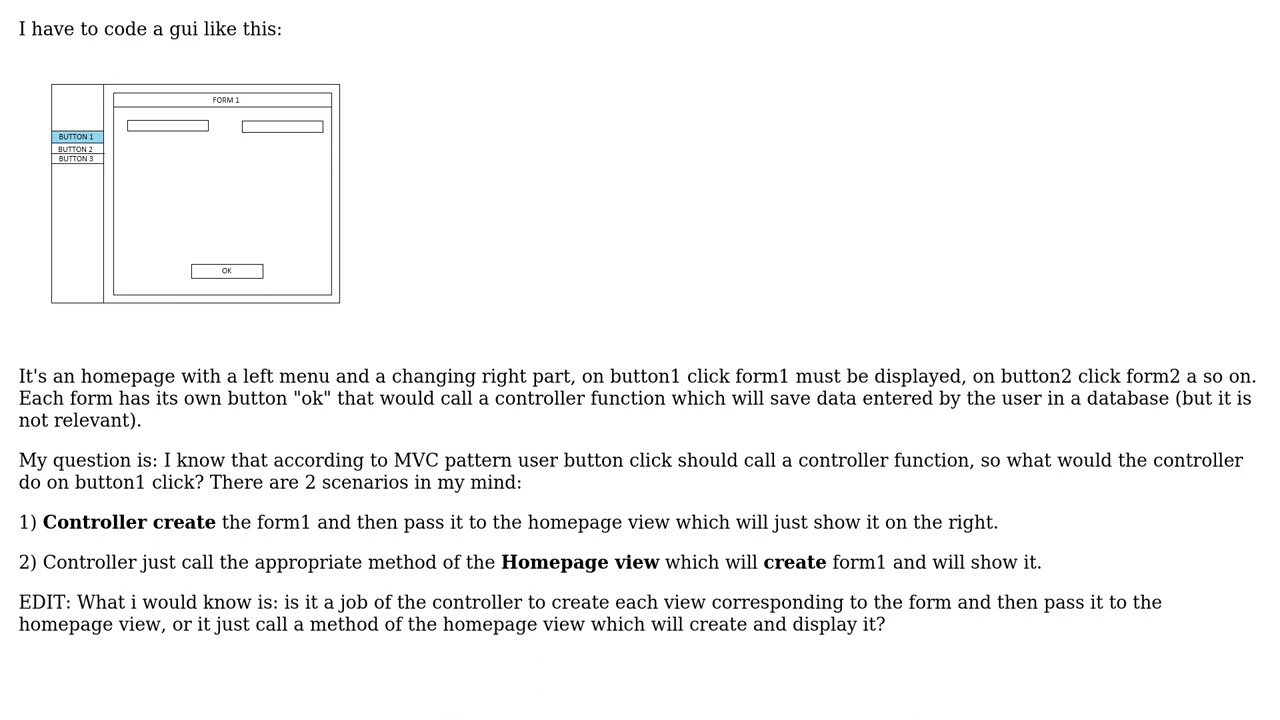 I have to code a gui like this:
FORM 1
BUTTON 1
BUTTON 2
BUTTON 3
OK
It's an homepage with a left menu and a changing right part, on button1 click form1 must be displayed, on button2 click form2 a so on.
Each form has its own button "ok" that would call a controller function which will save data entered by the user in a database (but it is
not relevant).
My question is: I know that according to MVC pattern user button click should call a controller function, so what would the controller
do on button1 click? There are 2 scenarios in my mind:
1) Controller create the form1 and then pass it to the homepage view which will just show it on the right.
2) Controller just call the appropriate method of the Homepage view which will create form1 and will show it.
EDIT: What i would know is: is it a job of the controller to create each view corresponding to the form and then pass it to the
homepage view, or it just call a method of the homepage view which will create and display it?